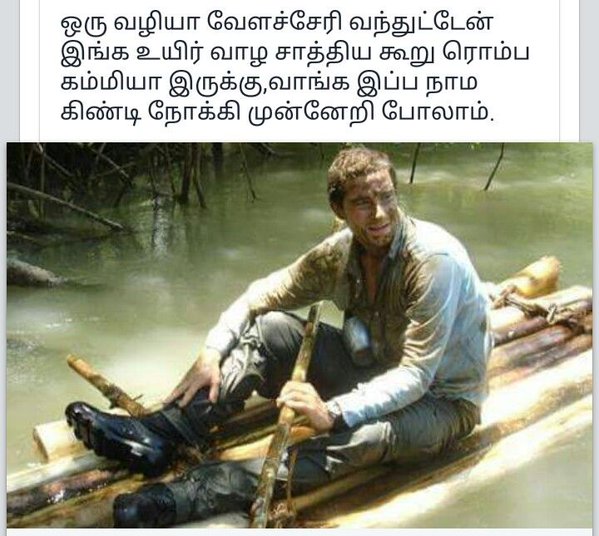 ஒரு வழியா வேளச்சேரி வந்துட்டேன்
இங்க உயிர் வாழ சாத்திய கூறு ரொம்ப
கம்மியா இருக்கு,வாங்க இப்ப நாம
கிண்டி நோக்கி முன்னேறி போலாம்.